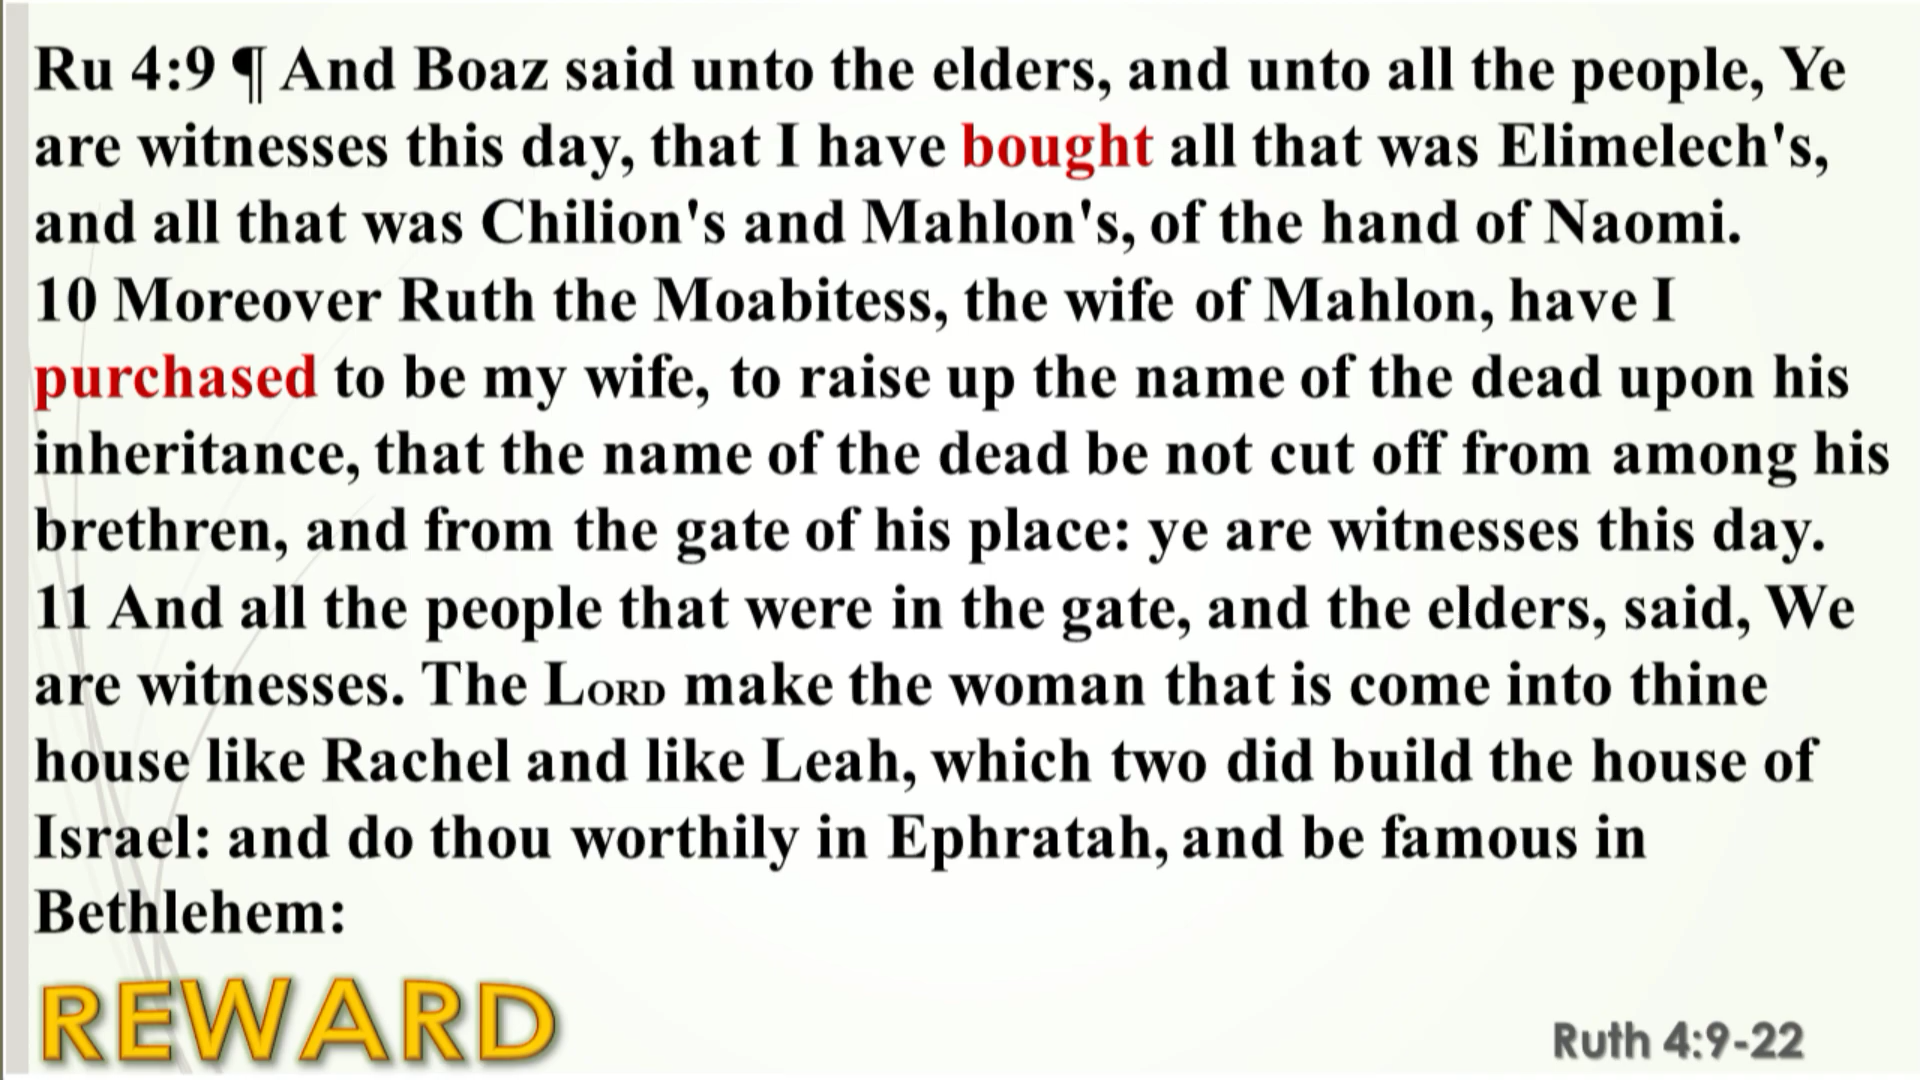 Ru 4:9 ¶ And Boaz said unto the elders, and unto all the people, Ye
are witnesses this day, that I have bought all that was Elimelech's,
and all that was Chilion's and Mahlon's, of the hand of Naomi.
10 Moreover Ruth the Moabitess, the wife of Mahlon, have I
purchased to be my wife, to raise up the name of the dead upon his
inheritance, that the name of the dead be not cut off from among his
brethren, and from the gate of his place: ye are witnesses this day.
11 And all the people that were in the gate, and the elders, said, We
are witnesses. The LORD make the woman that is come into thine
house like Rachel and like Leah, which two did build the house of
Israel: and do thou worthily in Ephratah, and be famous in
Bethlehem:
REWARD
Ruth 4:9-22